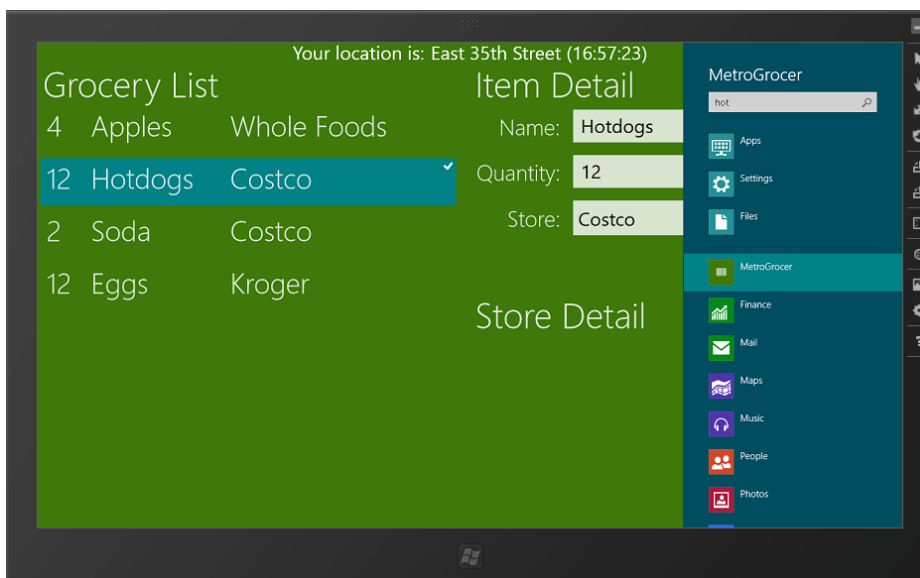 Your location is: East 35th Street (16:57:23)
Grocery List
4 Apples Whole Foods
12 Hotdogs Costco
2 Soda Costco
12 Eggs Kroger
Item Detail
Name: Hotdogs
Quantity: 12
Store: Costco
Store Detail
MetroGrocer
hot
Apps
Settings
Files
MetroGrocer
Finance
Mail
Maps
Music
People
Photos